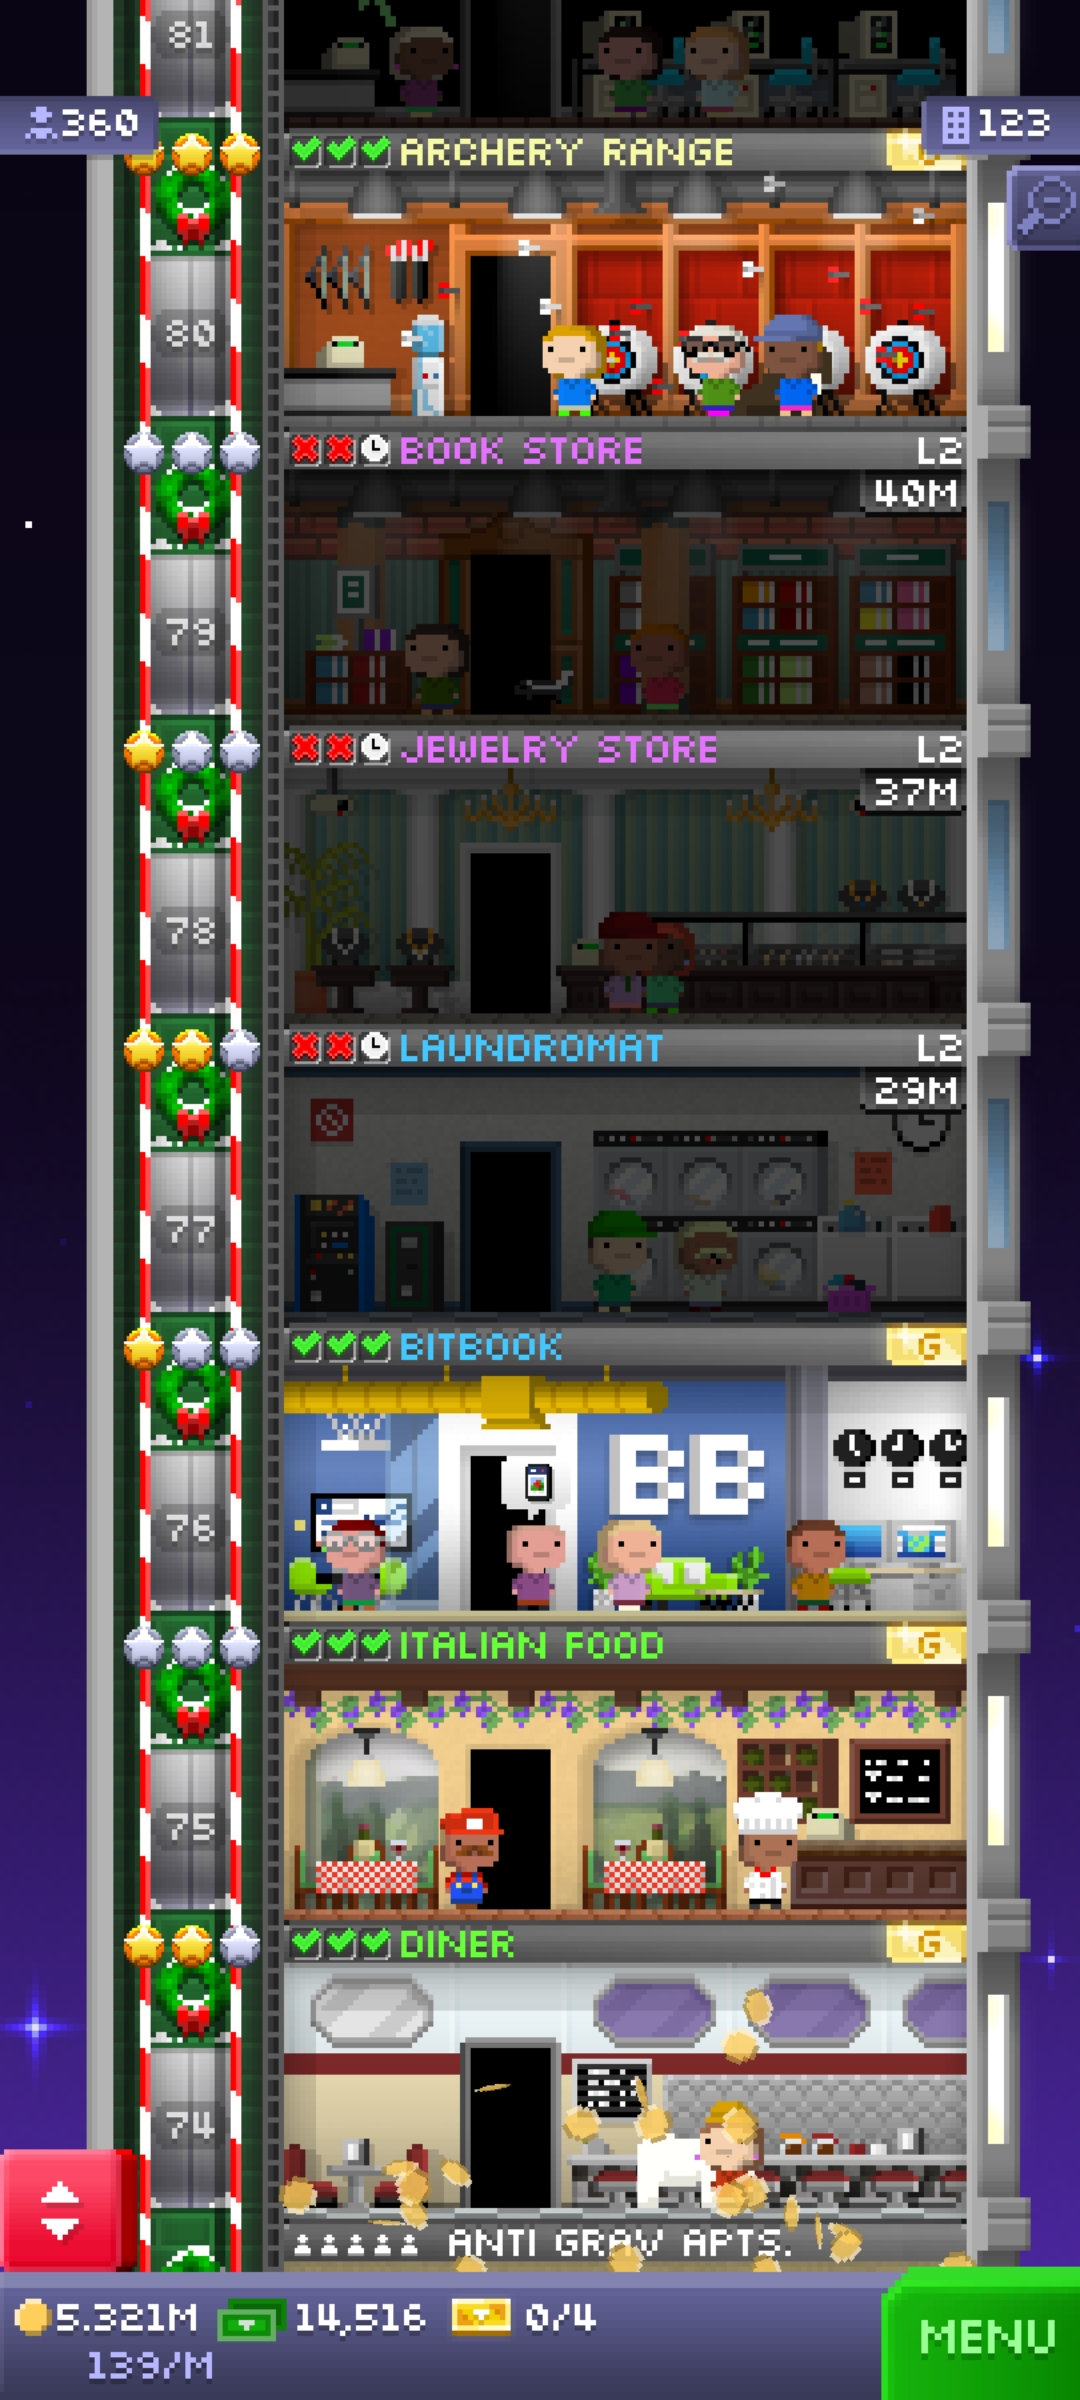 81
360
123
ARCHERY RANGE
80
BOOK STORE L2
40M
79
JEWELRY STORE L2
37M
78
LAUNDROMAT L2
29M
77
BITBOOK G
BB
76
ITALIAN FOOD G
75
DINER G
74
ANTI GRAV APTS.
5.321M 14,516 0/4
139/M
MENU